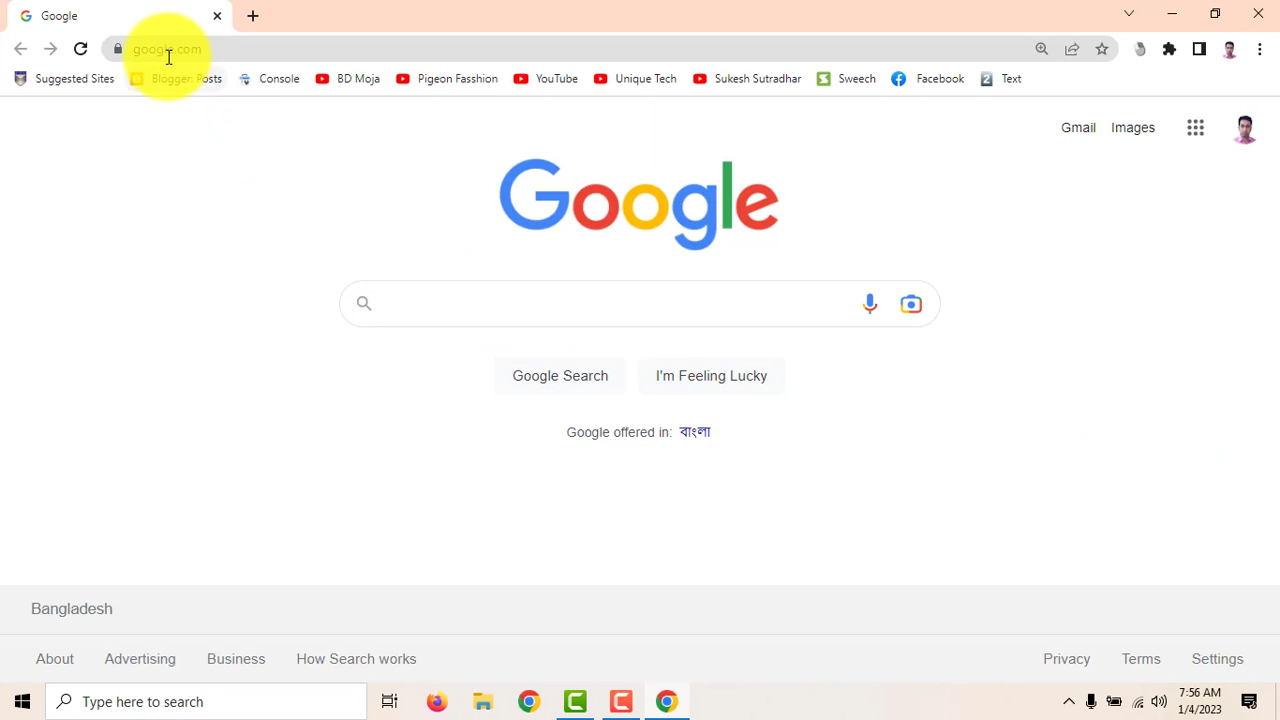 Google
google.com
Suggested Sites Blogger: Posts Console BD Moja Pigeon Fasshion YouTube Unique Tech Sukesh Sutradhar Sweech Facebook 2 Text
Gmail Images
Google
Google Search I'm Feeling Lucky
Google offered in: বাংলা
Bangladesh
About Advertising Business How Search works Privacy Terms Settings
Type here to search
7:56 AM
1/4/2023